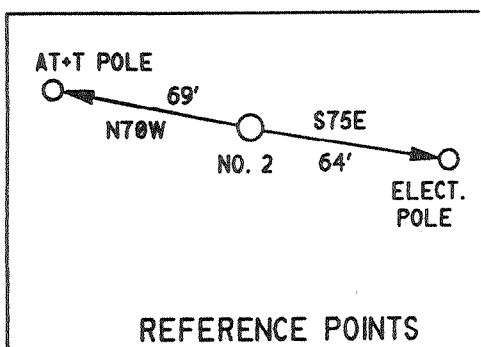 AT+T POLE
69'
N70W
S75E
NO. 2
64'
ELECT.
POLE
REFERENCE POINTS